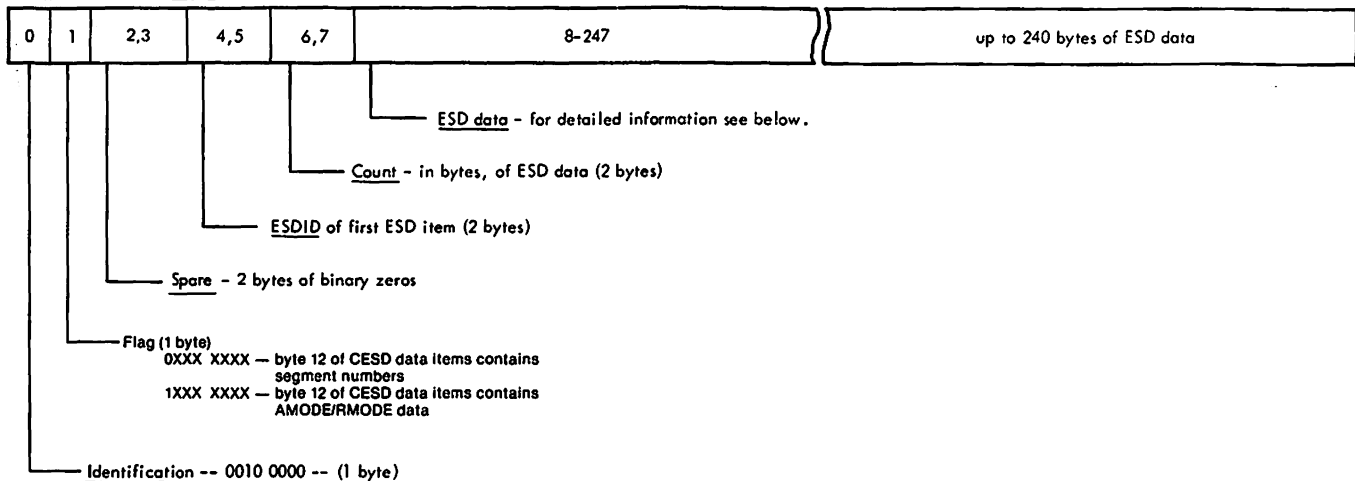 0 1 2,3 4,5 6,7 8-247 up to 240 bytes of ESD data
ESD data - for detailed information see below.
Count - in bytes, of ESD data (2 bytes)
ESDID of first ESD item (2 bytes)
Spare - 2 bytes of binary zeros
Flag (1 byte)
0XXX XXXX — byte 12 of CESD data items contains
segment numbers
1XXX XXXX — byte 12 of CESD data items contains
AMODE/RMODE data
Identification -- 0010 0000 -- (1 byte)